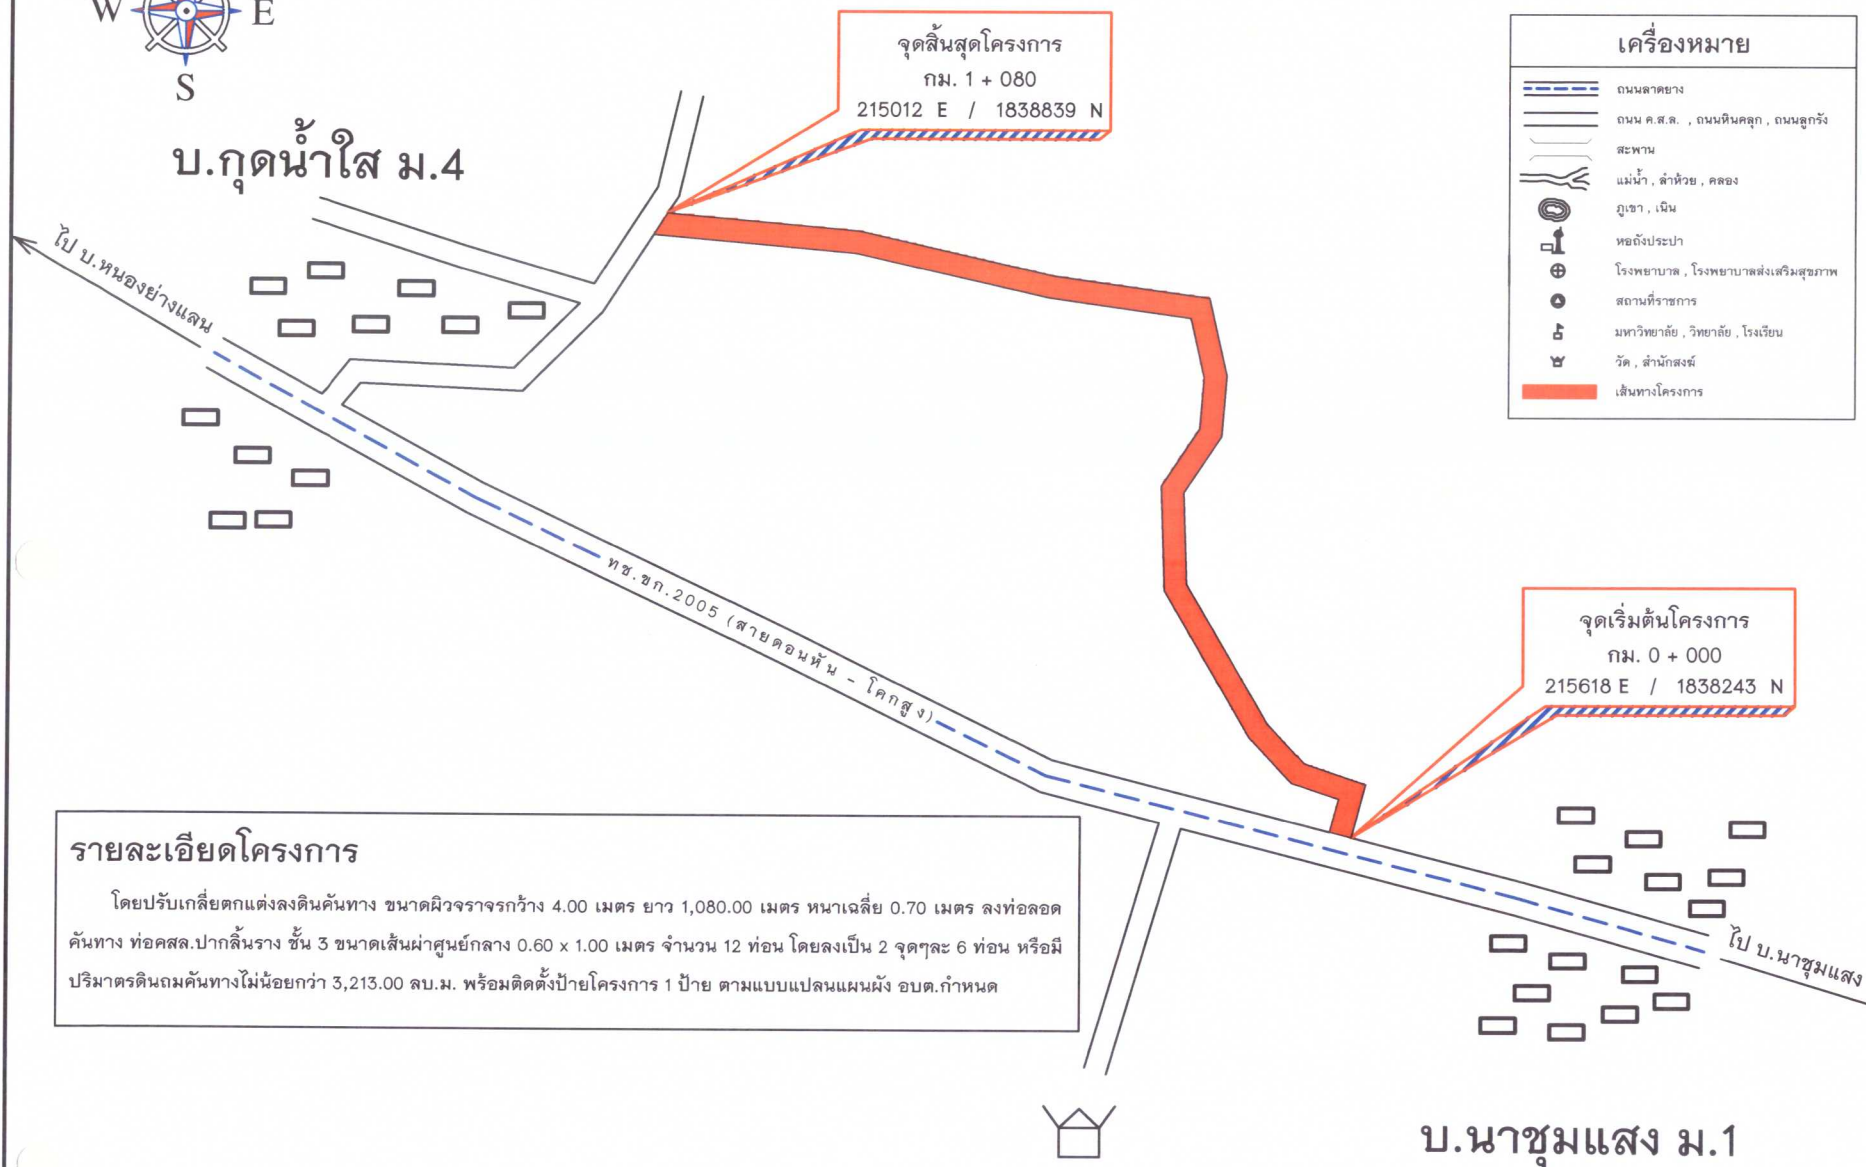 W
E
S
จุดสิ้นสุดโครงการ
กม. 1 + 080
215012 E / 1838839 N
เครื่องหมาย
ถนนลาดยาง
ถนน ค.ส.ล. , ถนนหินคลุก , ถนนลูกรัง
สะพาน
แม่น้ำ , ลำห้วย , คลอง
ภูเขา , เนิน
หอถังประปา
โรงพยาบาล , โรงพยาบาลส่งเสริมสุขภาพ
สถานที่ราชการ
มหาวิทยาลัย , วิทยาลัย , โรงเรียน
วัด , สำนักสงฆ์
เส้นทางโครงการ
บ.กุดน้ำใส ม.4
ไป บ.หนองย่างแลน
ทช.ขก.2005 (สายดอนหัน - โคกสูง)
จุดเริ่มต้นโครงการ
กม. 0 + 000
215618 E / 1838243 N
รายละเอียดโครงการ
โดยปรับเกลี่ยตกแต่งลงดินคันทาง ขนาดผิวจราจรกว้าง 4.00 เมตร ยาว 1,080.00 เมตร หนาเฉลี่ย 0.70 เมตร ลงท่อลอด
คันทาง ท่อคสล.ปากลิ้นราง ชั้น 3 ขนาดเส้นผ่าศูนย์กลาง 0.60 x 1.00 เมตร จำนวน 12 ท่อน โดยลงเป็น 2 จุดๆละ 6 ท่อน หรือมี
ปริมาตรดินถมคันทางไม่น้อยกว่า 3,213.00 ลบ.ม. พร้อมติดตั้งป้ายโครงการ 1 ป้าย ตามแบบแปลนแผนผัง อบต.กำหนด
ไป บ.นาชุมแสง
บ.นาชุมแสง ม.1